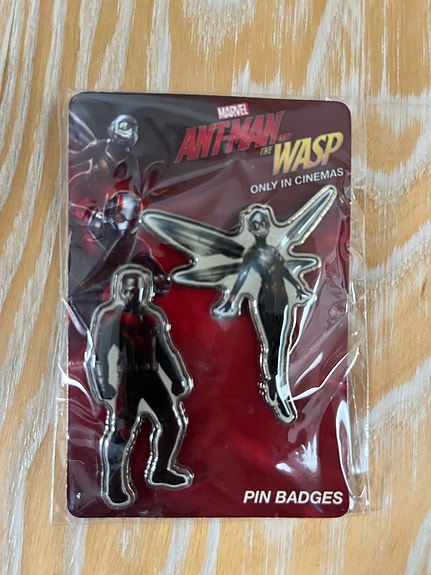 MARVEL
ANT-MAN AND
THE WASP
ONLY IN CINEMAS
PIN BADGES